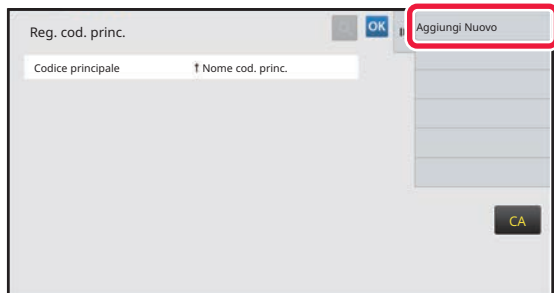 Reg. cod. princ.
OK
Aggiungi Nuovo
Codice principale
Nome cod. princ.
CA